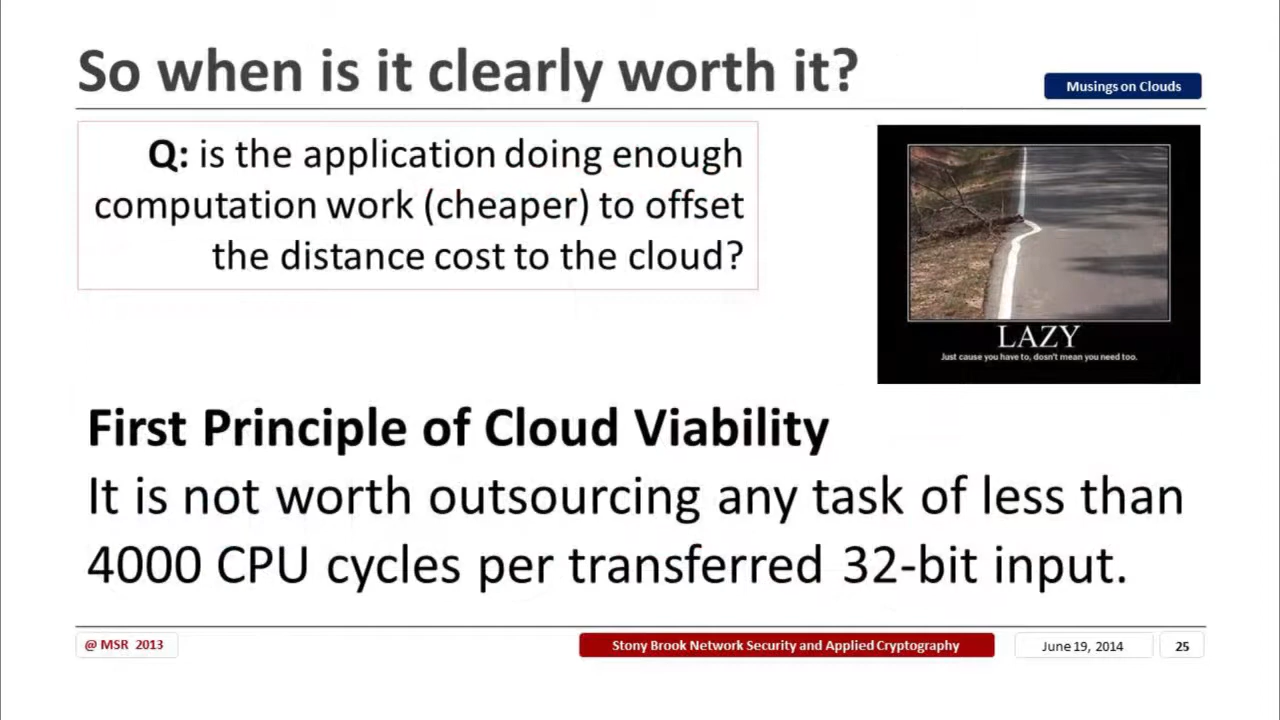 So when is it clearly worth it?
Musings on Clouds
Q: is the application doing enough
computation work (cheaper) to offset
the distance cost to the cloud?
LAZY
Just cause you have to, dosn't mean you need too.
First Principle of Cloud Viability
It is not worth outsourcing any task of less than
4000 CPU cycles per transferred 32-bit input.
@ MSR 2013
Stony Brook Network Security and Applied Cryptography
June 19, 2014
25